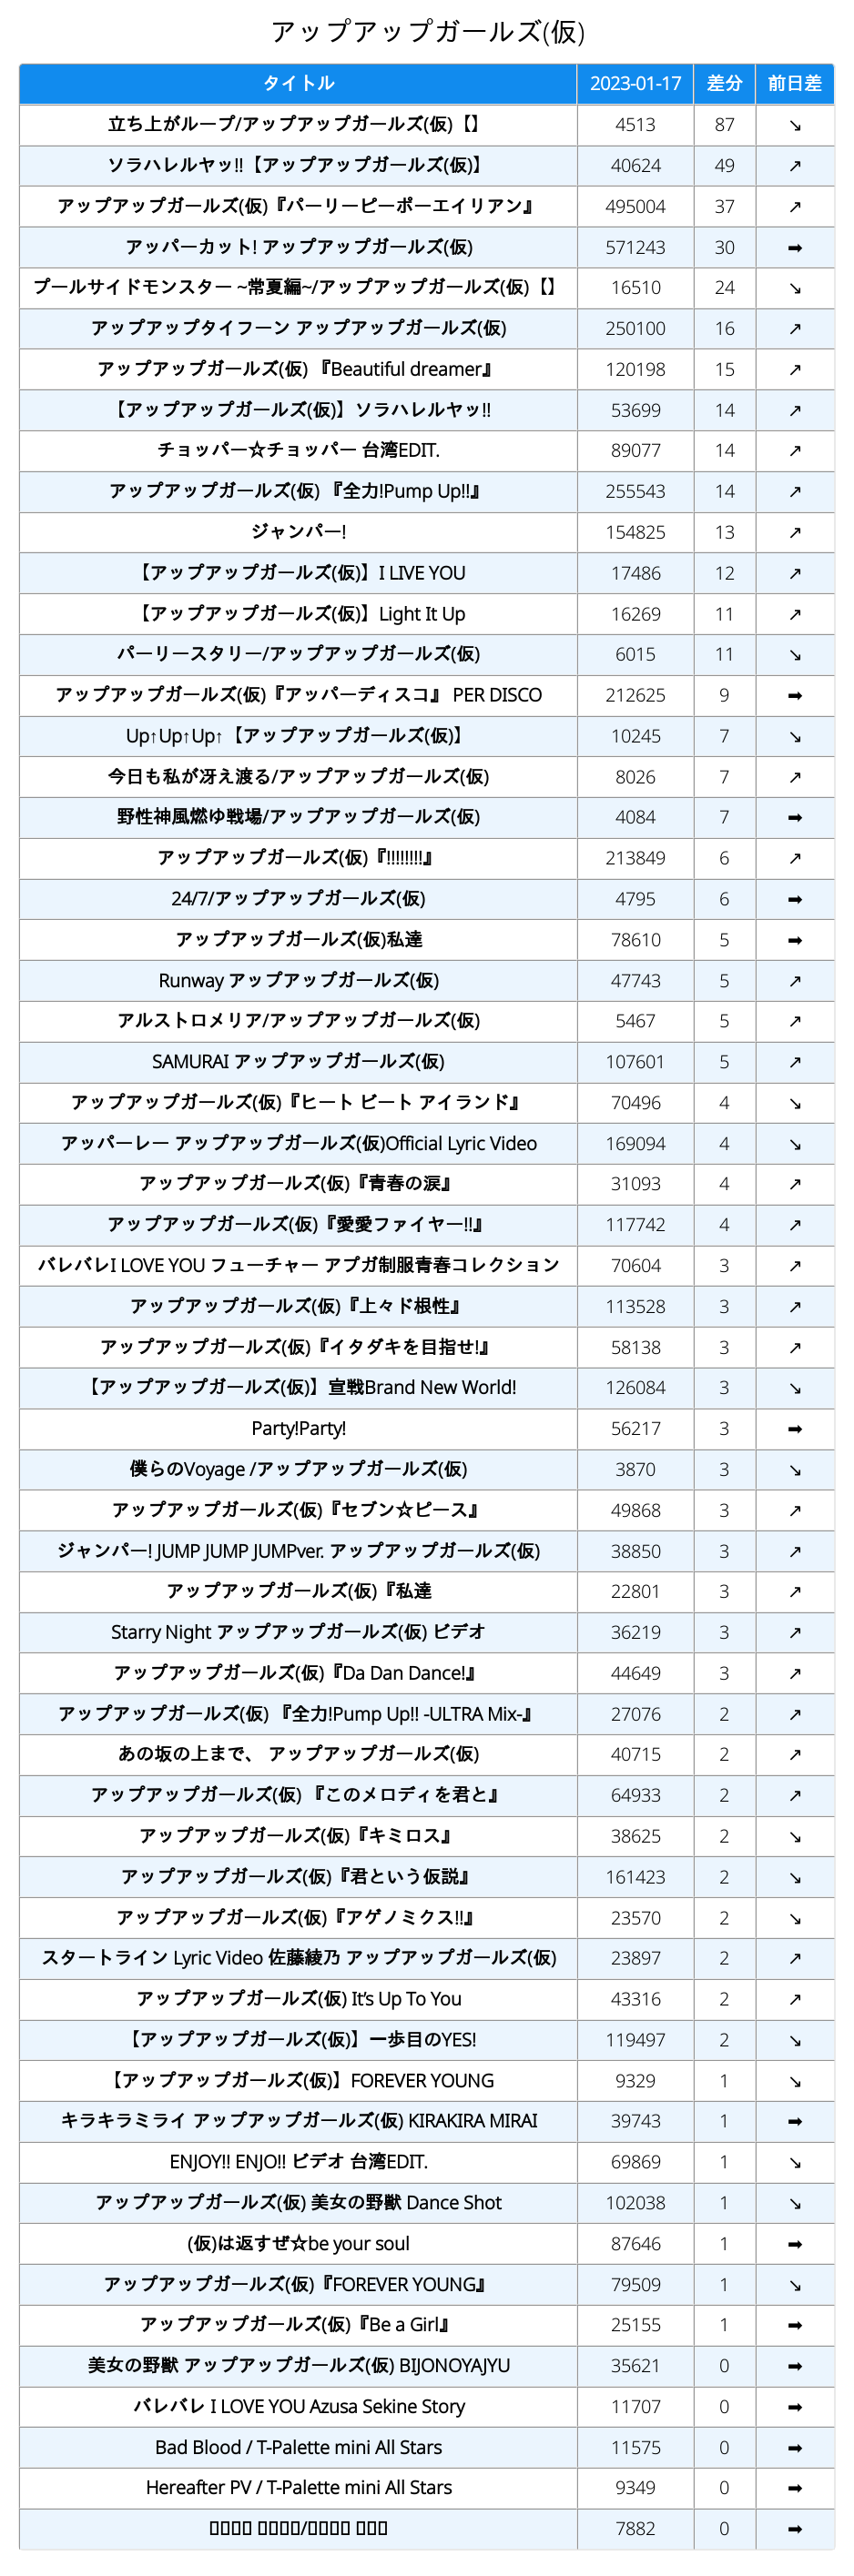 アップアップガールズ(仮)
タイトル 2023-01-17 差分 前日差
立ち上がループ/アップアップガールズ(仮)【】 4513 87 ↘
ソラハレルヤッ!!【アップアップガールズ(仮)】 40624 49 ↗
アップアップガールズ(仮)『パーリーピーポーエイリアン』 495004 37 ↗
アッパーカット! アップアップガールズ(仮) 571243 30 ➡
プールサイドモンスター ~常夏編~/アップアップガールズ(仮)【】 16510 24 ↘
アップアップタイフーン アップアップガールズ(仮) 250100 16 ↗
アップアップガールズ(仮) 『Beautiful dreamer』 120198 15 ↗
【アップアップガールズ(仮)】ソラハレルヤッ!! 53699 14 ↗
チョッパー☆チョッパー 台湾EDIT. 89077 14 ↗
アップアップガールズ(仮) 『全力!Pump Up!!』 255543 14 ↗
ジャンパー! 154825 13 ↗
【アップアップガールズ(仮)】I LIVE YOU 17486 12 ↗
【アップアップガールズ(仮)】Light It Up 16269 11 ↗
パーリースタリー/アップアップガールズ(仮) 6015 11 ↘
アップアップガールズ(仮)『アッパーディスコ』 PER DISCO 212625 9 ➡
Up↑Up↑Up↑【アップアップガールズ(仮)】 10245 7 ↘
今日も私が冴え渡る/アップアップガールズ(仮) 8026 7 ↗
野性神風燃ゆ戦場/アップアップガールズ(仮) 4084 7 ➡
アップアップガールズ(仮)『!!!!!!!!』 213849 6 ↗
24/7/アップアップガールズ(仮) 4795 6 ➡
アップアップガールズ(仮)私達 78610 5 ➡
Runway アップアップガールズ(仮) 47743 5 ↗
アルストロメリア/アップアップガールズ(仮) 5467 5 ↗
SAMURAI アップアップガールズ(仮) 107601 5 ↗
アップアップガールズ(仮)『ヒート ビート アイランド』 70496 4 ↘
アッパーレー アップアップガールズ(仮)Official Lyric Video 169094 4 ↘
アップアップガールズ(仮)『青春の涙』 31093 4 ↗
アップアップガールズ(仮)『愛愛ファイヤー!!』 117742 4 ↗
バレバレI LOVE YOU フューチャー アプガ制服青春コレクション 70604 3 ↗
アップアップガールズ(仮)『上々ド根性』 113528 3 ↗
アップアップガールズ(仮)『イタダキを目指せ!』 58138 3 ↗
【アップアップガールズ(仮)】宣戦Brand New World! 126084 3 ↘
Party!Party! 56217 3 ➡
僕らのVoyage /アップアップガールズ(仮) 3870 3 ↘
アップアップガールズ(仮)『セブン☆ピース』 49868 3 ↗
ジャンパー! JUMP JUMP JUMPver. アップアップガールズ(仮) 38850 3 ↗
アップアップガールズ(仮)『私達 22801 3 ↗
Starry Night アップアップガールズ(仮) ビデオ 36219 3 ↗
アップアップガールズ(仮)『Da Dan Dance!』 44649 3 ↗
アップアップガールズ(仮) 『全力!Pump Up!! -ULTRA Mix-』 27076 2 ↗
あの坂の上まで、 アップアップガールズ(仮) 40715 2 ↗
アップアップガールズ(仮) 『このメロディを君と』 64933 2 ↗
アップアップガールズ(仮)『キミロス』 38625 2 ↘
アップアップガールズ(仮)『君という仮説』 161423 2 ↘
アップアップガールズ(仮)『アゲノミクス!!』 23570 2 ↘
スタートライン Lyric Video 佐藤綾乃 アップアップガールズ(仮) 23897 2 ↗
アップアップガールズ(仮) It’s Up To You 43316 2 ↗
【アップアップガールズ(仮)】一歩目のYES! 119497 2 ↘
【アップアップガールズ(仮)】FOREVER YOUNG 9329 1 ↘
キラキラミライ アップアップガールズ(仮) KIRAKIRA MIRAI 39743 1 ➡
ENJOY!! ENJO!! ビデオ 台湾EDIT. 69869 1 ↘
アップアップガールズ(仮) 美女の野獣 Dance Shot 102038 1 ↘
(仮)は返すぜ☆be your soul 87646 1 ➡
アップアップガールズ(仮)『FOREVER YOUNG』 79509 1 ↘
アップアップガールズ(仮)『Be a Girl』 25155 1 ➡
美女の野獣 アップアップガールズ(仮) BIJONOYAJYU 35621 0 ➡
バレバレ I LOVE YOU Azusa Sekine Story 11707 0 ➡
Bad Blood / T-Palette mini All Stars 11575 0 ➡
Hereafter PV / T-Palette mini All Stars 9349 0 ➡
7882 0 ➡